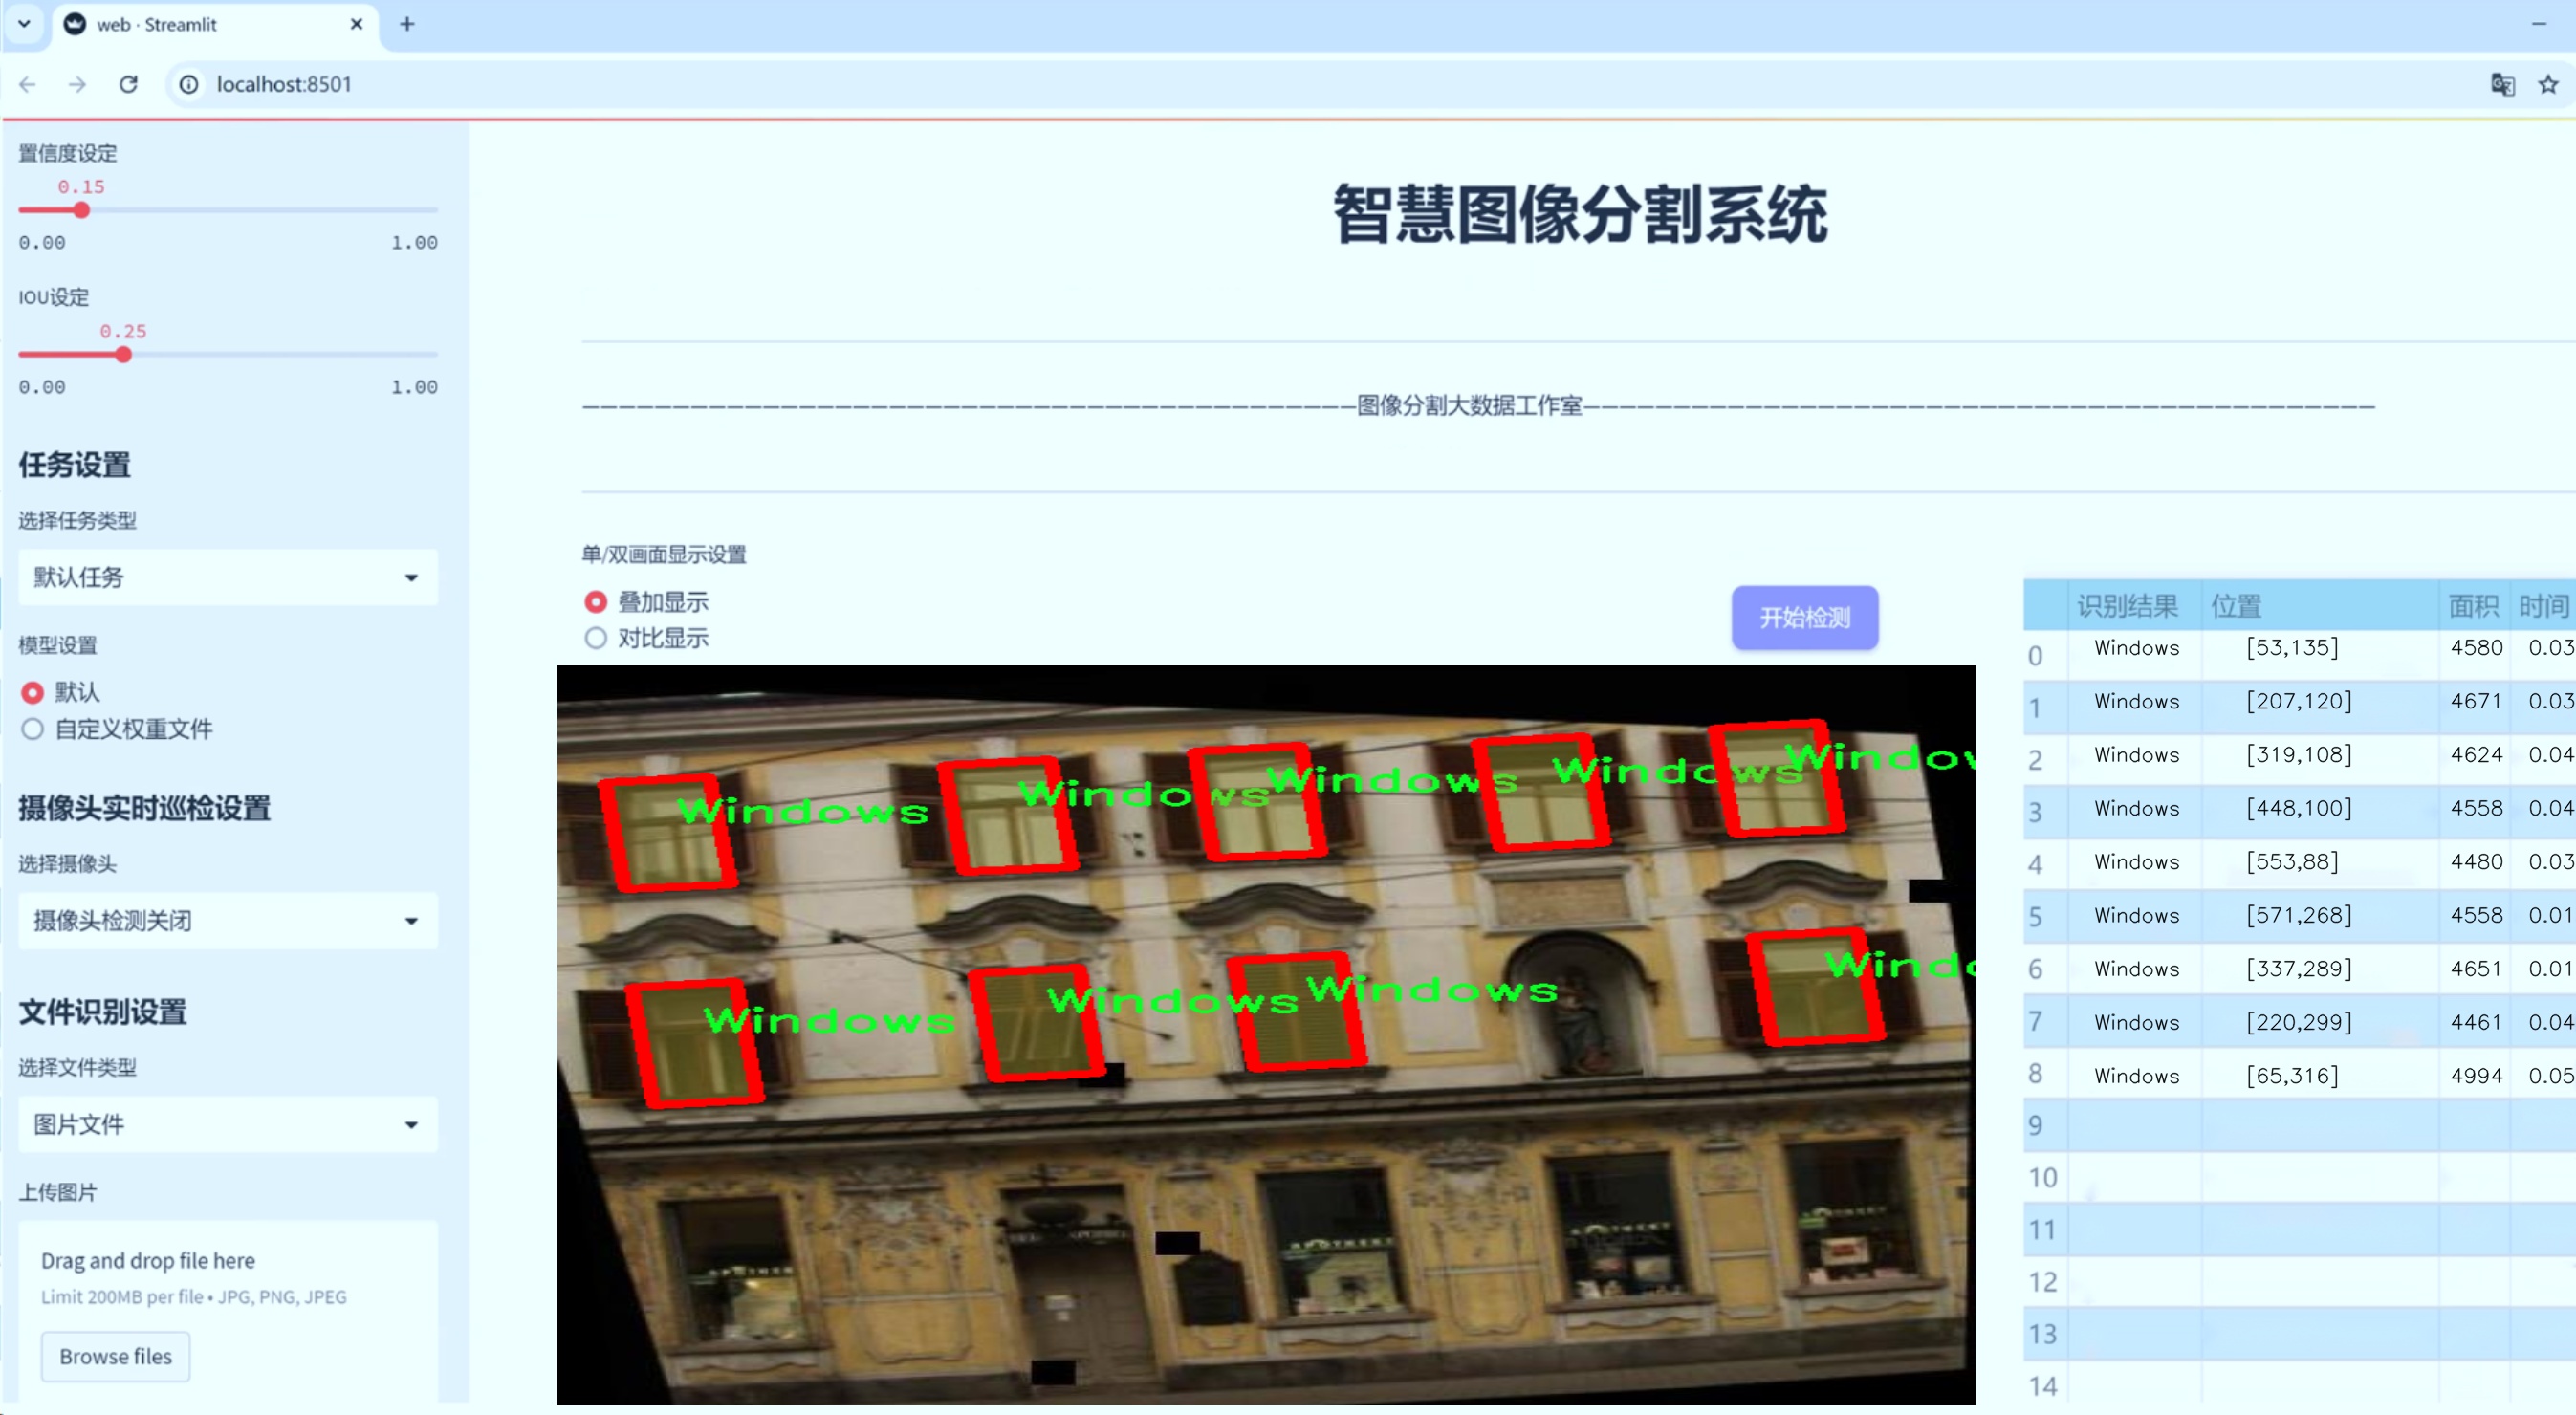 web · Streamlit
localhost:8501
置信度设定
0.15
0.00 1.00
IOU设定
0.25
0.00 1.00
任务设置
选择任务类型
默认任务
模型设置
默认
自定义权重文件
摄像头实时巡检设置
选择摄像头
摄像头检测关闭
文件识别设置
选择文件类型
图片文件
上传图片
Drag and drop file here
Limit 200MB per file • JPG, PNG, JPEG
Browse files
智慧图像分割系统
图像分割大数据工作室
单/双画面显示设置
叠加显示
对比显示
开始检测
Windows
Windows
Windows
Windows
Window
Windows
Windows
Windows
Wind
识别结果 位置 面积 时间
0 Windows [53,135] 4580 0.03
1 Windows [207,120] 4671 0.03
2 Windows [319,108] 4624 0.04
3 Windows [448,100] 4558 0.04
4 Windows [553,88] 4480 0.03
5 Windows [571,268] 4558 0.01
6 Windows [337,289] 4651 0.01
7 Windows [220,299] 4461 0.04
8 Windows [65,316] 4994 0.05
9
10
11
12
13
14